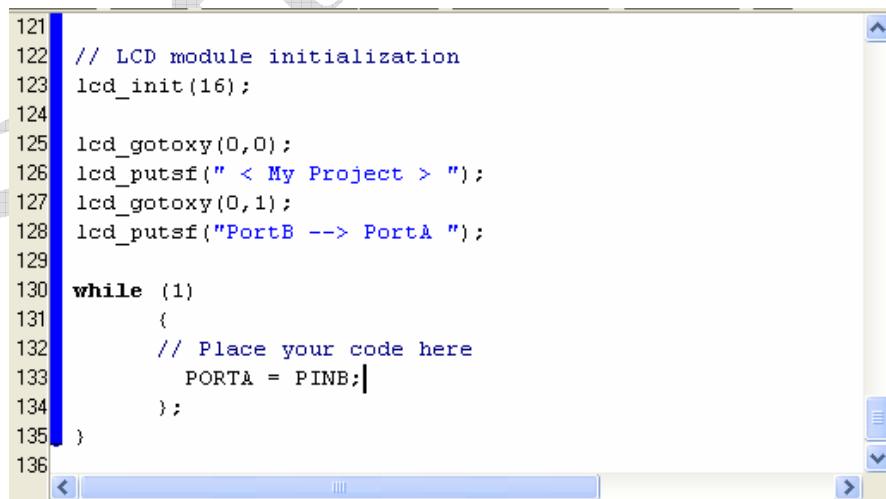 121
122 // LCD module initialization
123 lcd_init(16);
124
125 lcd_gotoxy(0,0);
126 lcd_putsf(" < My Project > ");
127 lcd_gotoxy(0,1);
128 lcd_putsf("PortB --> PortA ");
129
130 while (1)
131 {
132 // Place your code here
133 PORTA = PINB;
134 };
135 }
136